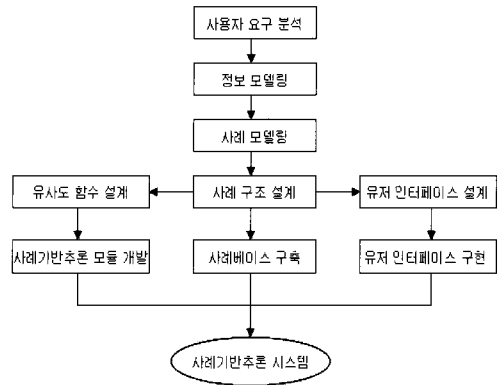 사용자 요구 분석
정보 모델링
사례 모델링
유사도 함수 설계
사례 구조 설계
유저 인터페이스 설계
사례기반추론 모듈 개발
사례베이스 구축
유저 인터페이스 구현
사례기반추론 시스템